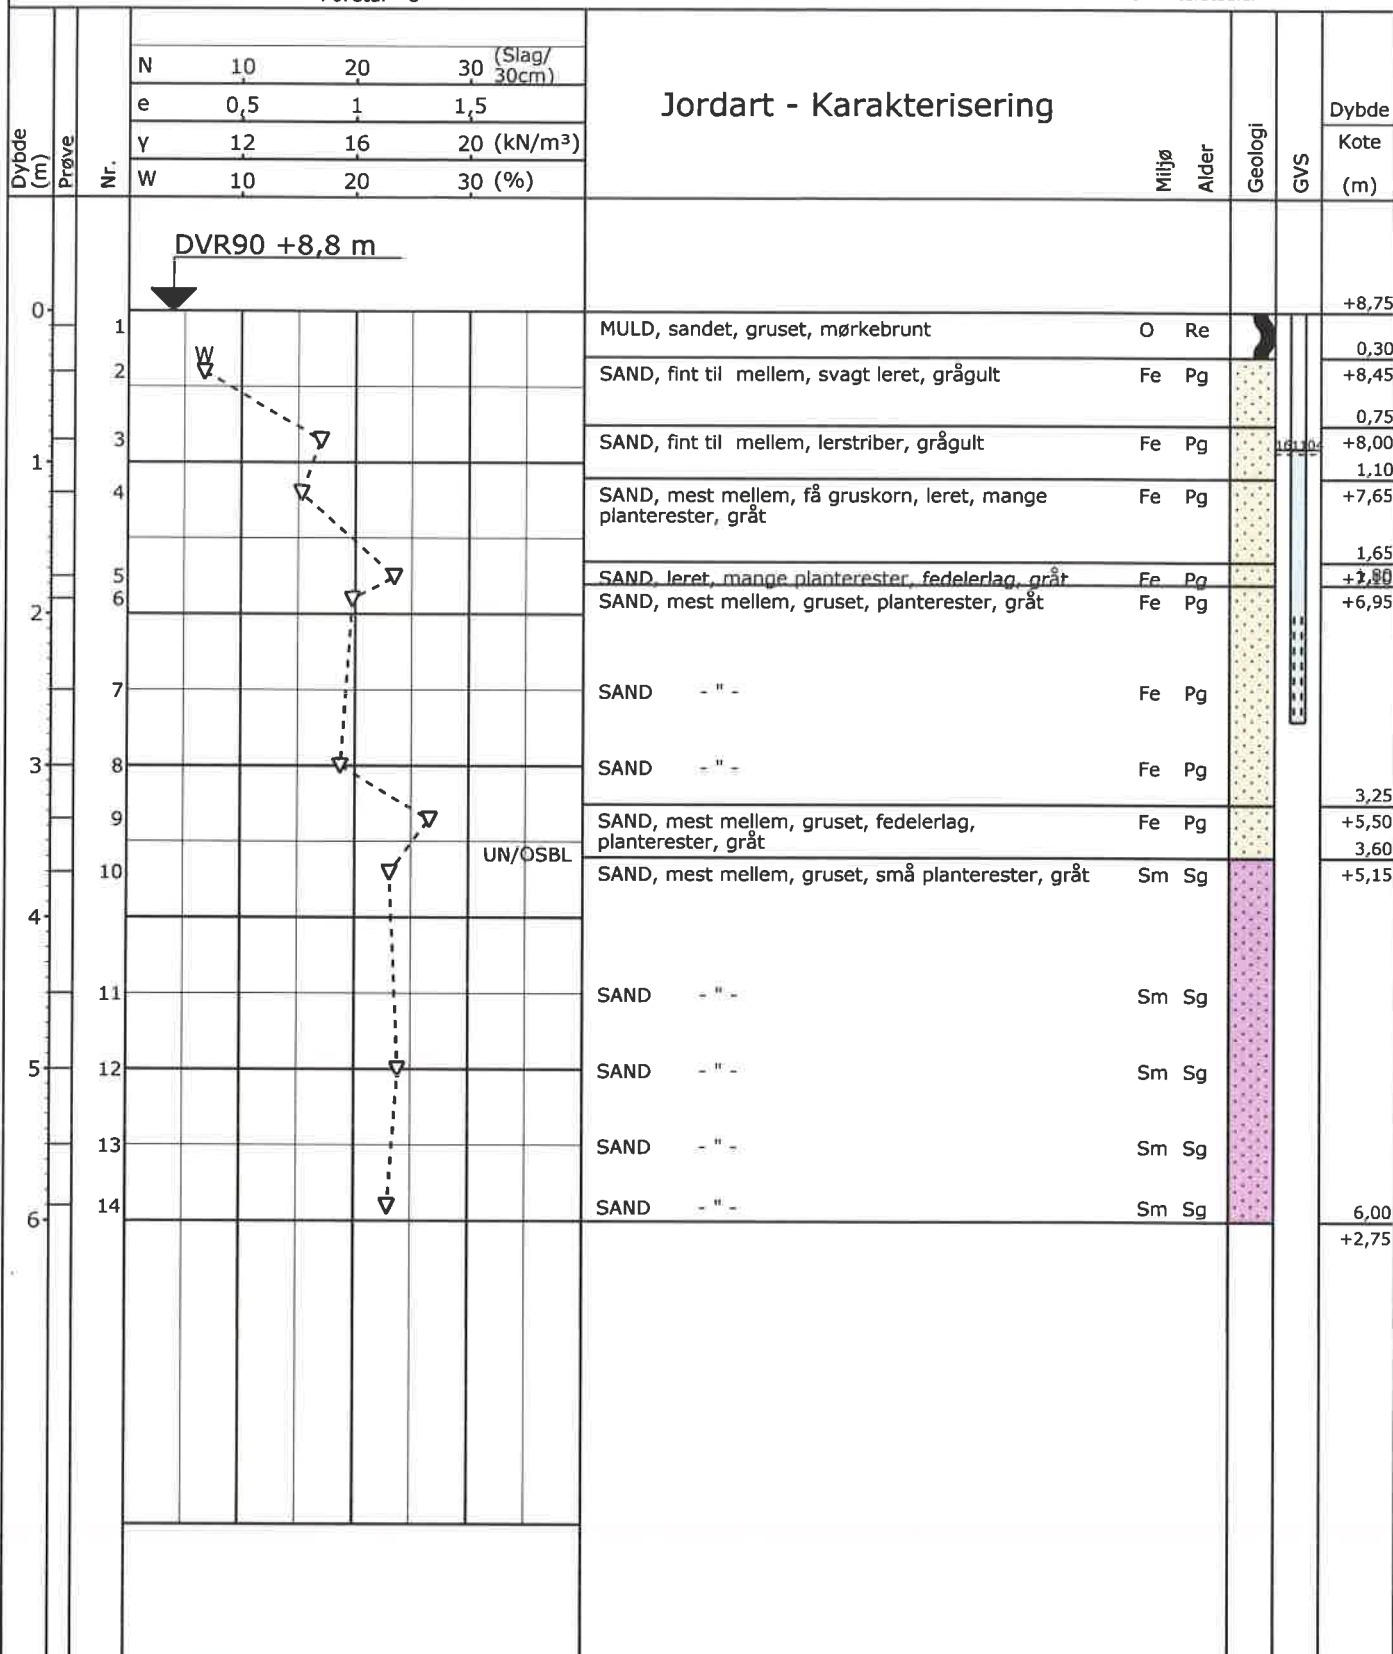 N 10 20 30 (Slag/
30cm)
e 0,5 1 1,5
γ 12 16 20 (kN/m³)
W 10 20 30 (%)
Dybde
(m)
Prøve
Nr.
Jordart - Karakterisering
Miljø
Alder
Geologi
GVS
Dybde
Kote
(m)
DVR90 +8,8 m
0
+8,75
1 MULD, sandet, gruset, mørkebrunt O Re
0,30
W
2 SAND, fint til mellem, svagt leret, grågult Fe Pg +8,45
0,75
3 SAND, fint til mellem, lerstriber, grågult Fe Pg +8,00
1
1,10
4 SAND, mest mellem, få gruskorn, leret, mange Fe Pg +7,65
planterester, gråt
1,65
5 SAND, leret, mange planterester, fedelerlag, gråt Fe Pg
6 SAND, mest mellem, gruset, planterester, gråt Fe Pg +6,95
2
7 SAND - " - Fe Pg
3 8 SAND - " - Fe Pg
3,25
9 SAND, mest mellem, gruset, fedelerlag, Fe Pg +5,50
planterester, gråt
3,60
UN/OSBL
10 SAND, mest mellem, gruset, små planterester, gråt Sm Sg +5,15
4
11 SAND - " - Sm Sg
5 12 SAND - " - Sm Sg
13 SAND - " - Sm Sg
14 SAND - " - Sm Sg
6
6,00
+2,75